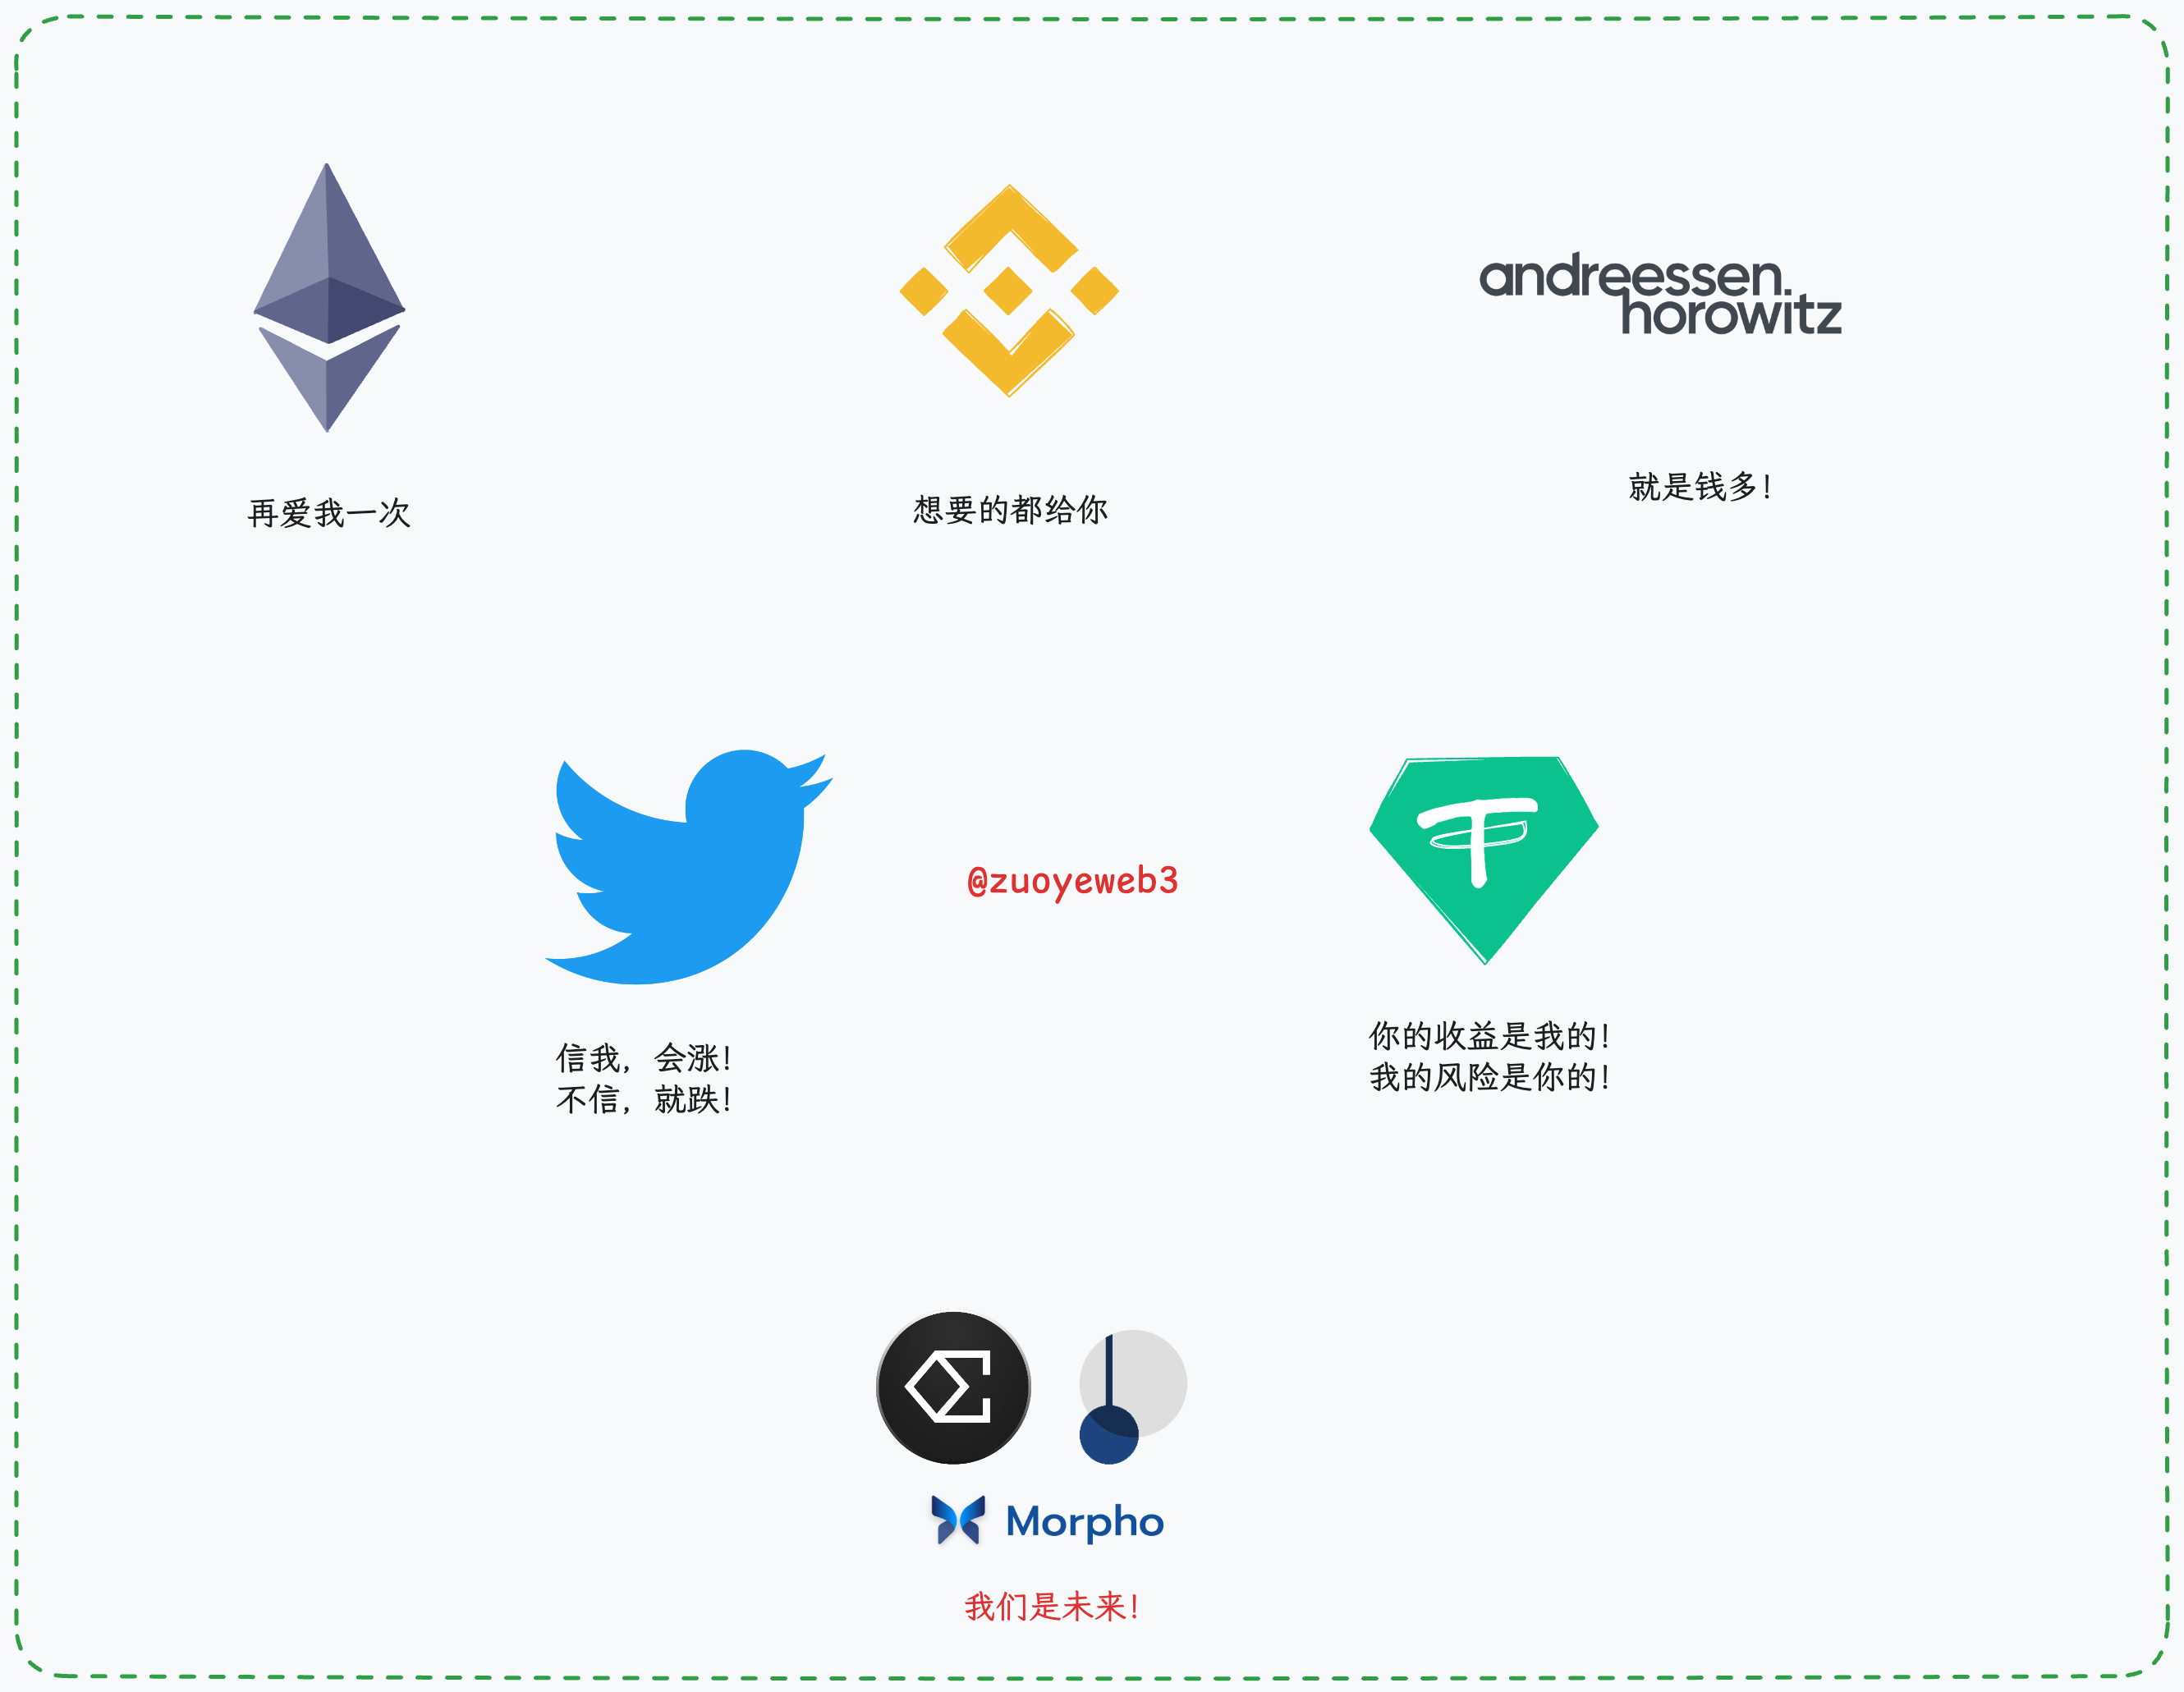 andreessen.
horowitz
再爱我一次
想要的都给你
就是钱多！
@zuoyeweb3
信我，会涨！
不信，就跌！
你的收益是我的！
我的风险是你的！
Morpho
我们是未来！